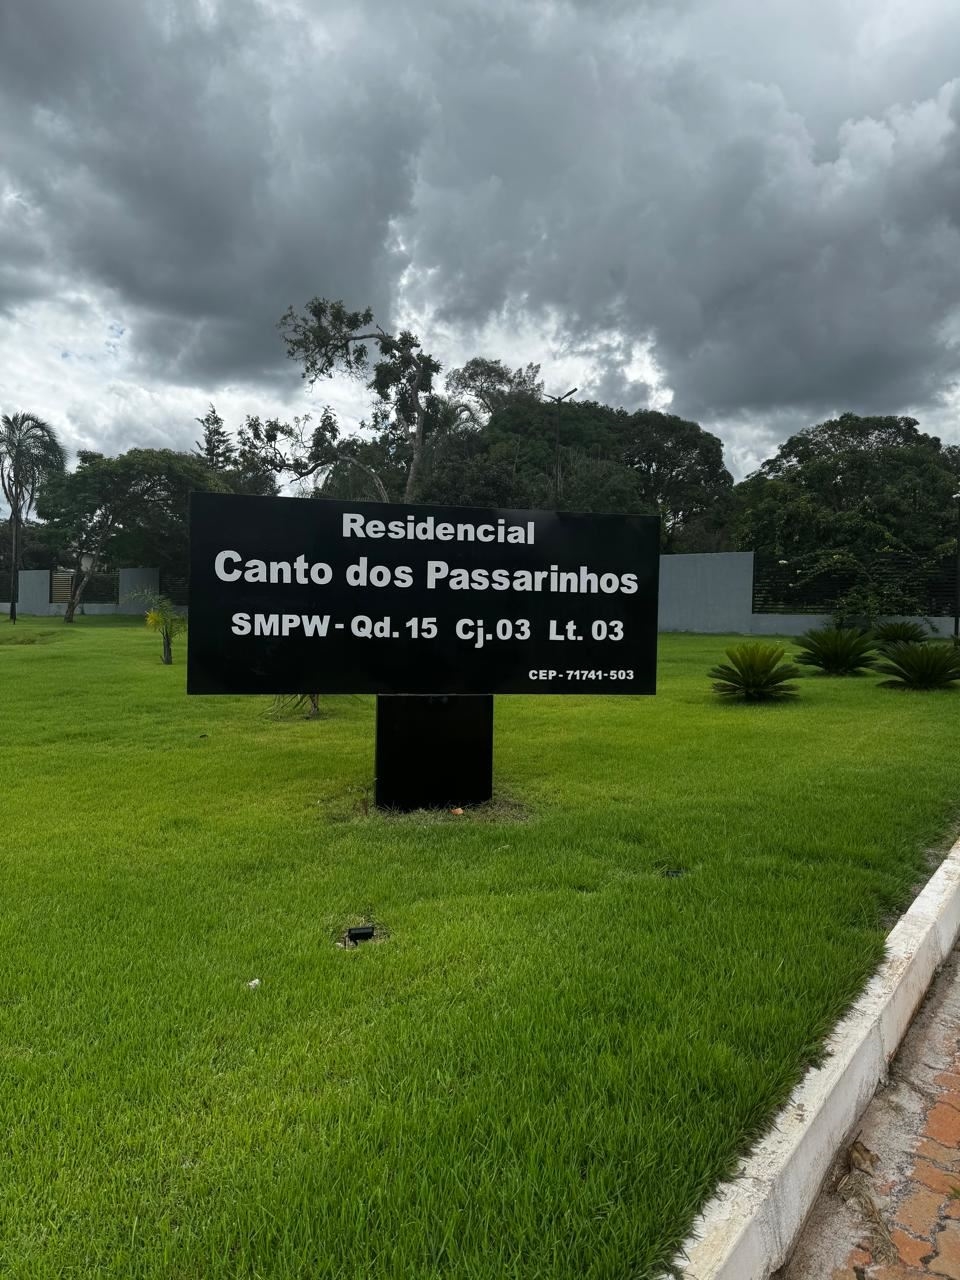 Residencial
Canto dos Passarinhos
SMPW - Qd. 15 Cj.03 Lt. 03
CEP - 71741-503